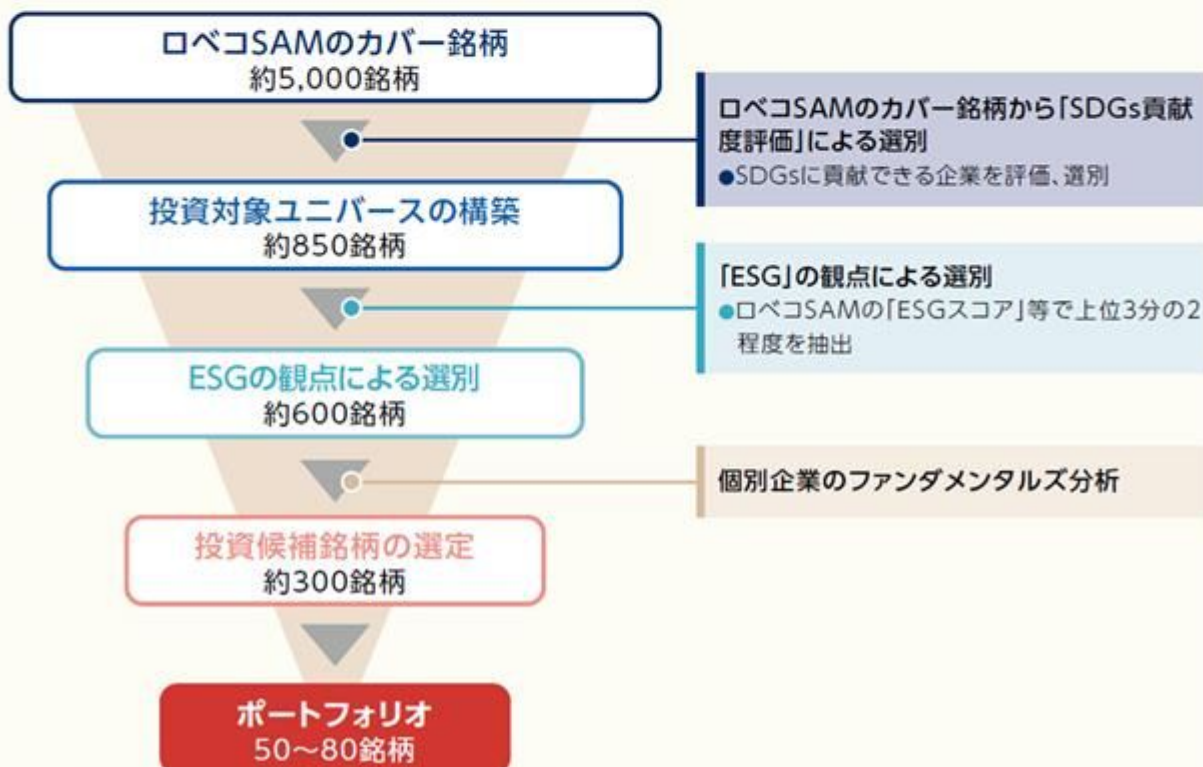 ロベコSAMのカバー銘柄
約5,000銘柄
ロベコSAMのカバー銘柄から「SDGs貢献
度評価」による選別
●SDGsに貢献できる企業を評価、選別
投資対象ユニバースの構築
約850銘柄
「ESG」の観点による選別
●ロベコSAMの「ESGスコア」等で上位3分の2
程度を抽出
ESGの観点による選別
約600銘柄
個別企業のファンダメンタルズ分析
投資候補銘柄の選定
約300銘柄
ポートフォリオ
50〜80銘柄